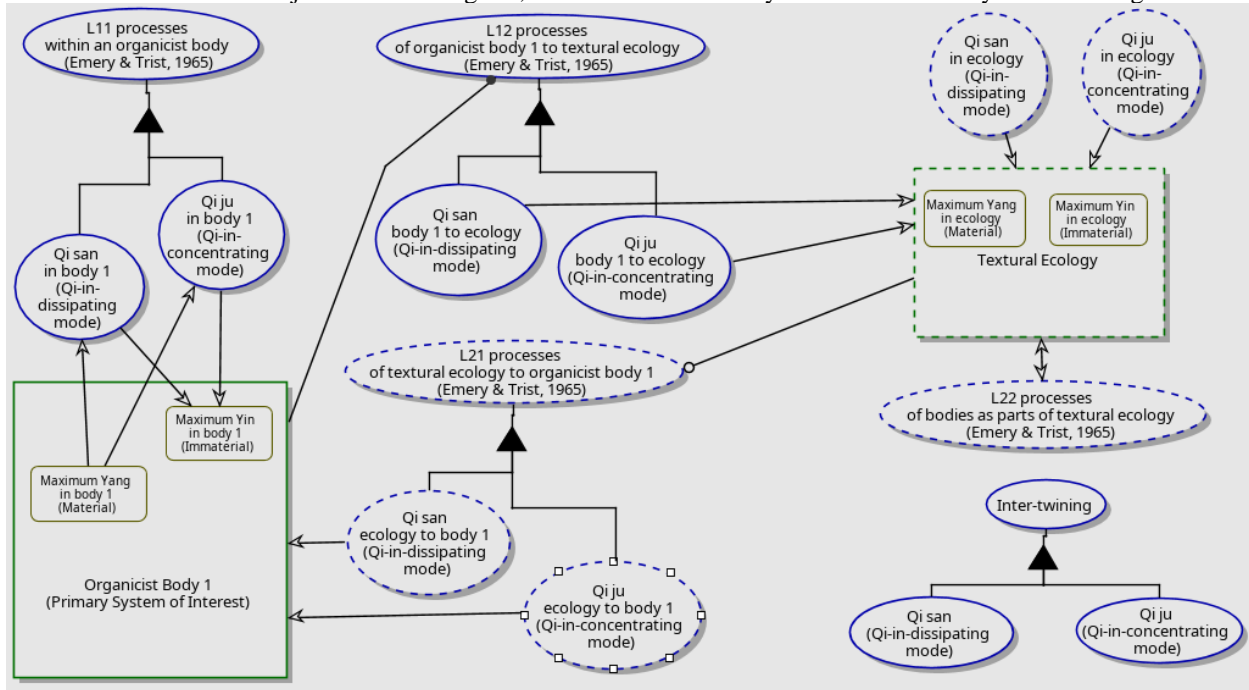 L11 processes
within an organicist body
(Emery & Trist, 1965)
L12 processes
of organicist body 1 to textural ecology
(Emery & Trist, 1965)
Qi san
in ecology
(Qi-in-
dissipating
mode)
Qi ju
in ecology
(Qi-in-
concentrating
mode)
Qi ju
in body 1
(Qi-in-
concentrating
mode)
Qi san
in body 1
(Qi-in-
dissipating
mode)
Qi san
body 1 to ecology
(Qi-in-dissipating
mode)
Qi ju
body 1 to ecology
(Qi-in-concentrating
mode)
Maximum Yang
in ecology
(Material)
Maximum Yin
in ecology
(Immaterial)
Textural Ecology
L21 processes
of textural ecology to organicist body 1
(Emery & Trist, 1965)
L22 processes
of bodies as parts of textural ecology
(Emery & Trist, 1965)
Maximum Yin
in body 1
(Immaterial)
Maximum Yang
in body 1
(Material)
Organicist Body 1
(Primary System of Interest)
Qi san
ecology to body 1
(Qi-in-dissipating
mode)
Qi ju
ecology to body 1
(Qi-in-concentrating
mode)
Inter-twining
Qi san
(Qi-in-dissipating
mode)
Qi ju
(Qi-in-concentrating
mode)